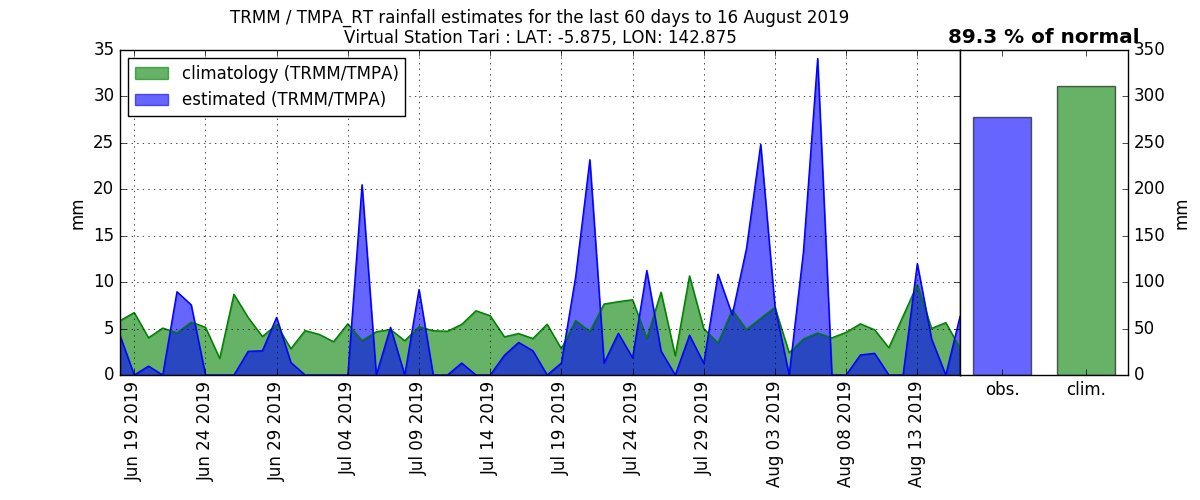 TRMM / TMPA_RT rainfall estimates for the last 60 days to 16 August 2019
Virtual Station Tari : LAT: -5.875, LON: 142.875
89.3 % of normal
climatology (TRMM/TMPA)
estimated (TRMM/TMPA)
35
30
25
20
15
10
5
0
mm
Jun 19 2019
Jun 24 2019
Jun 29 2019
Jul 04 2019
Jul 09 2019
Jul 14 2019
Jul 19 2019
Jul 24 2019
Jul 29 2019
Aug 03 2019
Aug 08 2019
Aug 13 2019
obs.
clim.
350
300
250
200
150
100
50
0
mm